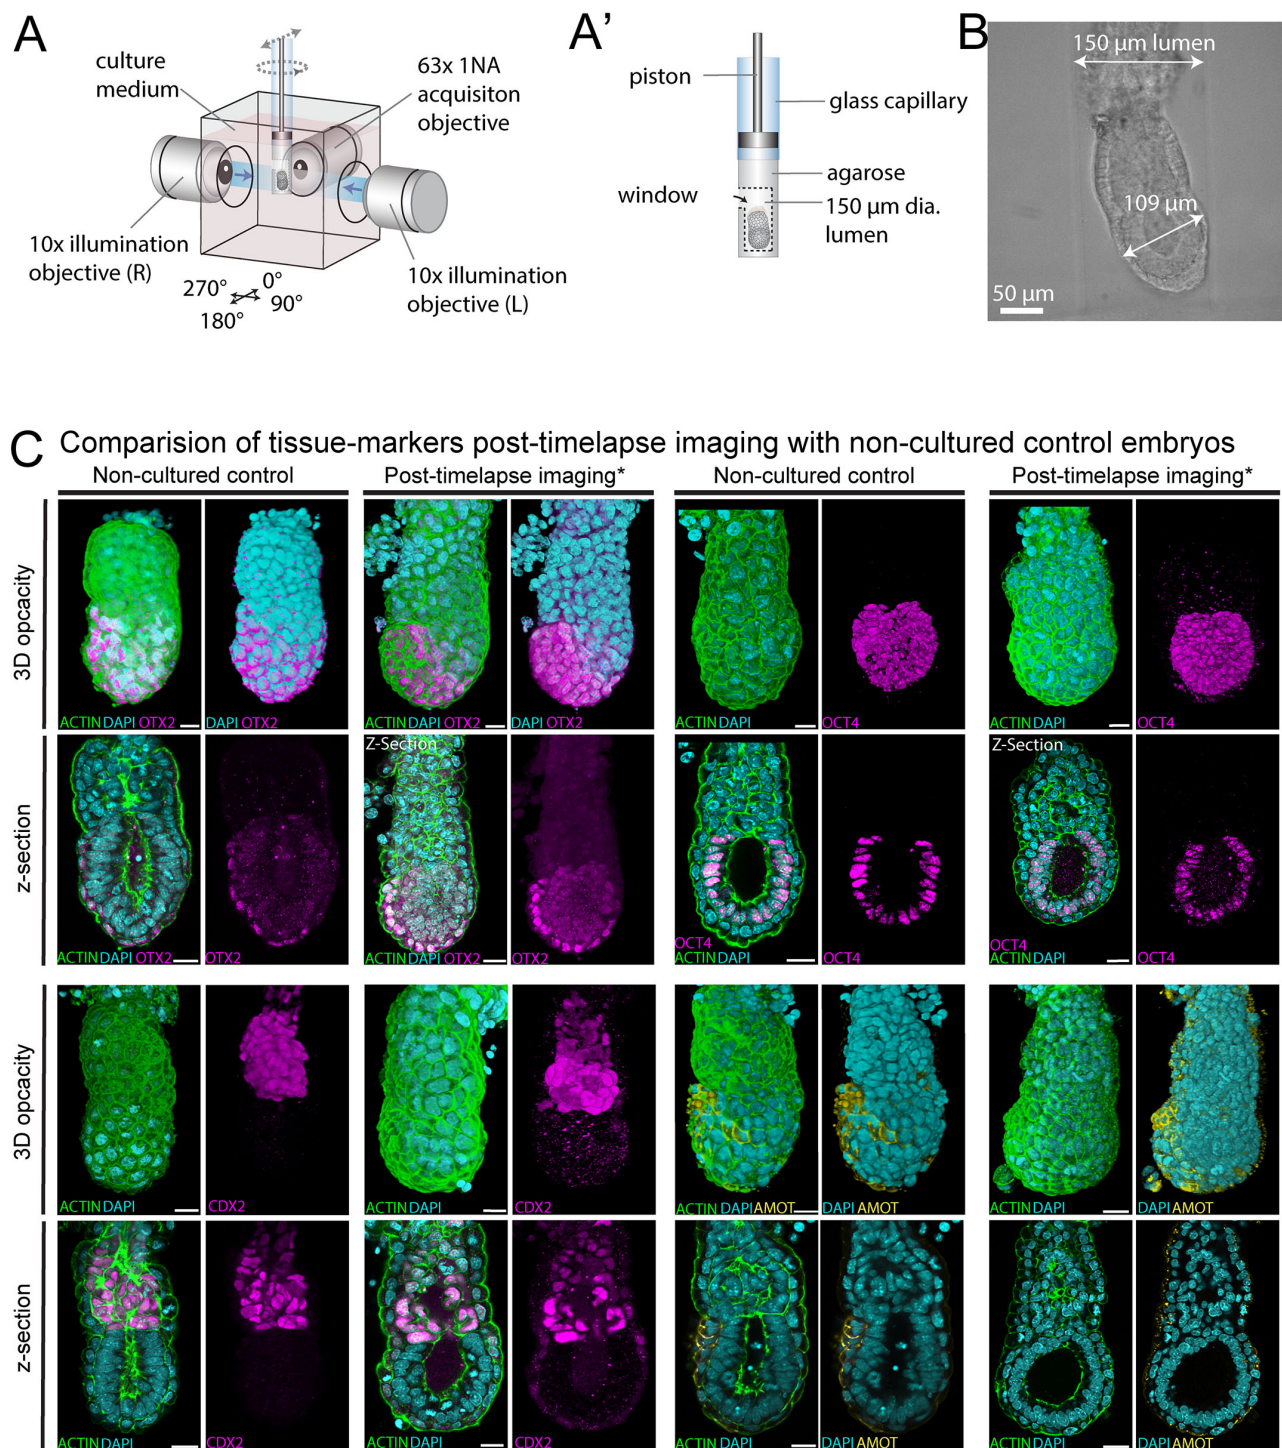 A
culture
medium
63x 1NA
acquisiton
objective
10x illumination
objective (R)
10x illumination
objective (L)
270°
0°
90°
180°
A’
piston
glass capillary
agarose
window
150 µm dia.
lumen
B
150 µm lumen
109 µm
50 µm
C Comparision of tissue-markers post-timelapse imaging with non-cultured control embryos
Non-cultured control
Post-timelapse imaging*
Non-cultured control
Post-timelapse imaging*
3D opcacity
ACTIN DAPI OTX2
DAPI OTX2
ACTIN DAPI OTX2
DAPI OTX2
ACTIN DAPI
OCT4
ACTIN DAPI
OCT4
z-section
ACTIN DAPI OTX2
OTX2
Z-Section
ACTIN DAPI OTX2
OTX2
OCT4
ACTIN DAPI
OCT4
Z-Section
OCT4
ACTIN DAPI
OCT4
3D opcacity
ACTIN DAPI
CDX2
ACTIN DAPI
CDX2
ACTIN DAPI AMOT
DAPI AMOT
ACTIN DAPI
DAPI AMOT
z-section
ACTIN DAPI
CDX2
ACTIN DAPI
CDX2
ACTIN DAPI
DAPI AMOT
ACTIN DAPI
DAPI AMOT